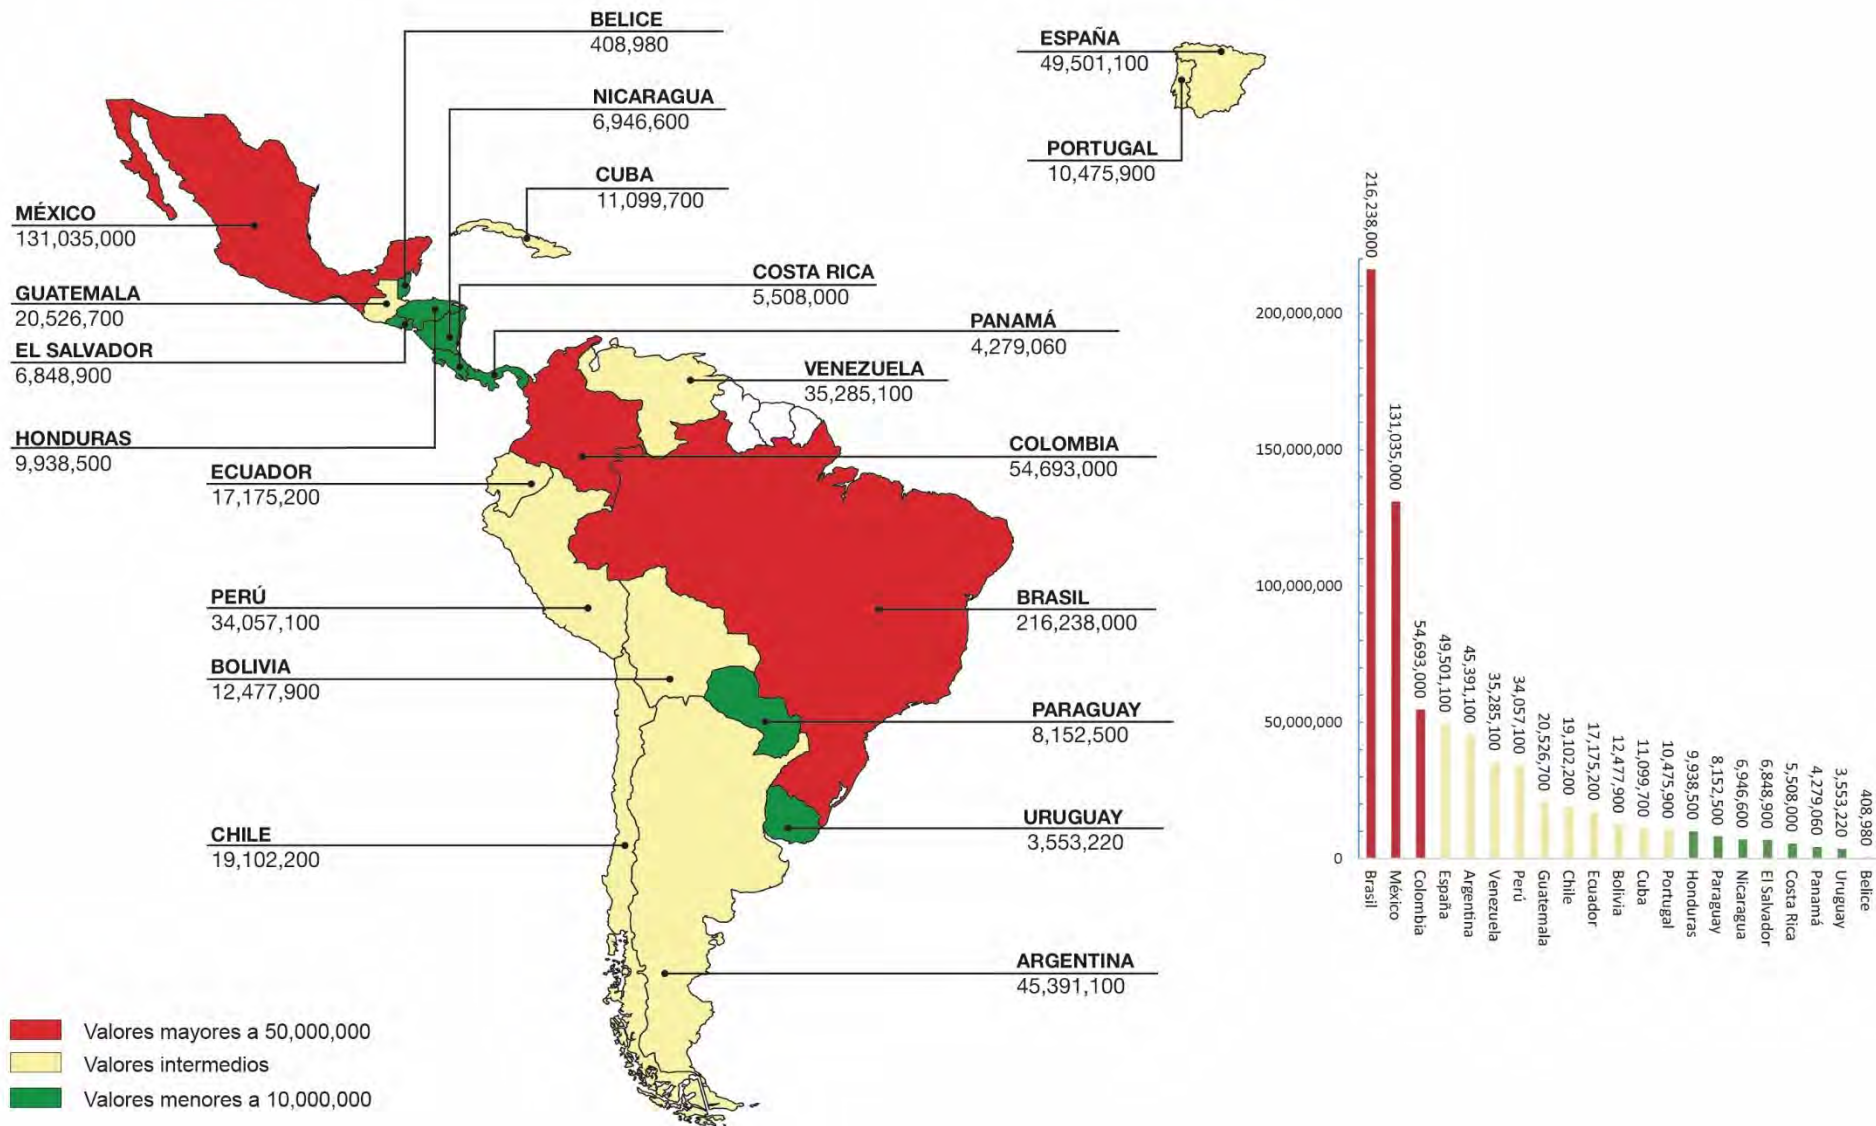 BELICE
408,980
NICARAGUA
6,946,600
CUBA
11,099,700
ESPAÑA
49,501,100
PORTUGAL
10,475,900
MÉXICO
131,035,000
GUATEMALA
20,526,700
EL SALVADOR
6,848,900
HONDURAS
9,938,500
COSTA RICA
5,508,000
PANAMÁ
4,279,060
VENEZUELA
35,285,100
COLOMBIA
54,693,000
ECUADOR
17,175,200
PERÚ
34,057,100
BRASIL
216,238,000
BOLIVIA
12,477,900
PARAGUAY
8,152,500
URUGUAY
3,553,220
CHILE
19,102,200
ARGENTINA
45,391,100
Valores mayores a 50,000,000
Valores intermedios
Valores menores a 10,000,000
200,000,000
150,000,000
100,000,000
50,000,000
0
216,238,000
131,035,000
54,693,000
49,501,100
45,391,100
35,285,100
34,057,100
20,526,700
19,102,200
17,175,200
12,477,900
11,099,700
10,475,900
9,938,500
8,152,500
6,946,600
6,848,900
5,508,000
4,279,060
3,553,220
408,980
Brasil
México
Colombia
España
Argentina
Venezuela
Perú
Guatemala
Chile
Ecuador
Bolivia
Cuba
Portugal
Honduras
Paraguay
Nicaragua
El Salvador
Costa Rica
Panamá
Uruguay
Belice